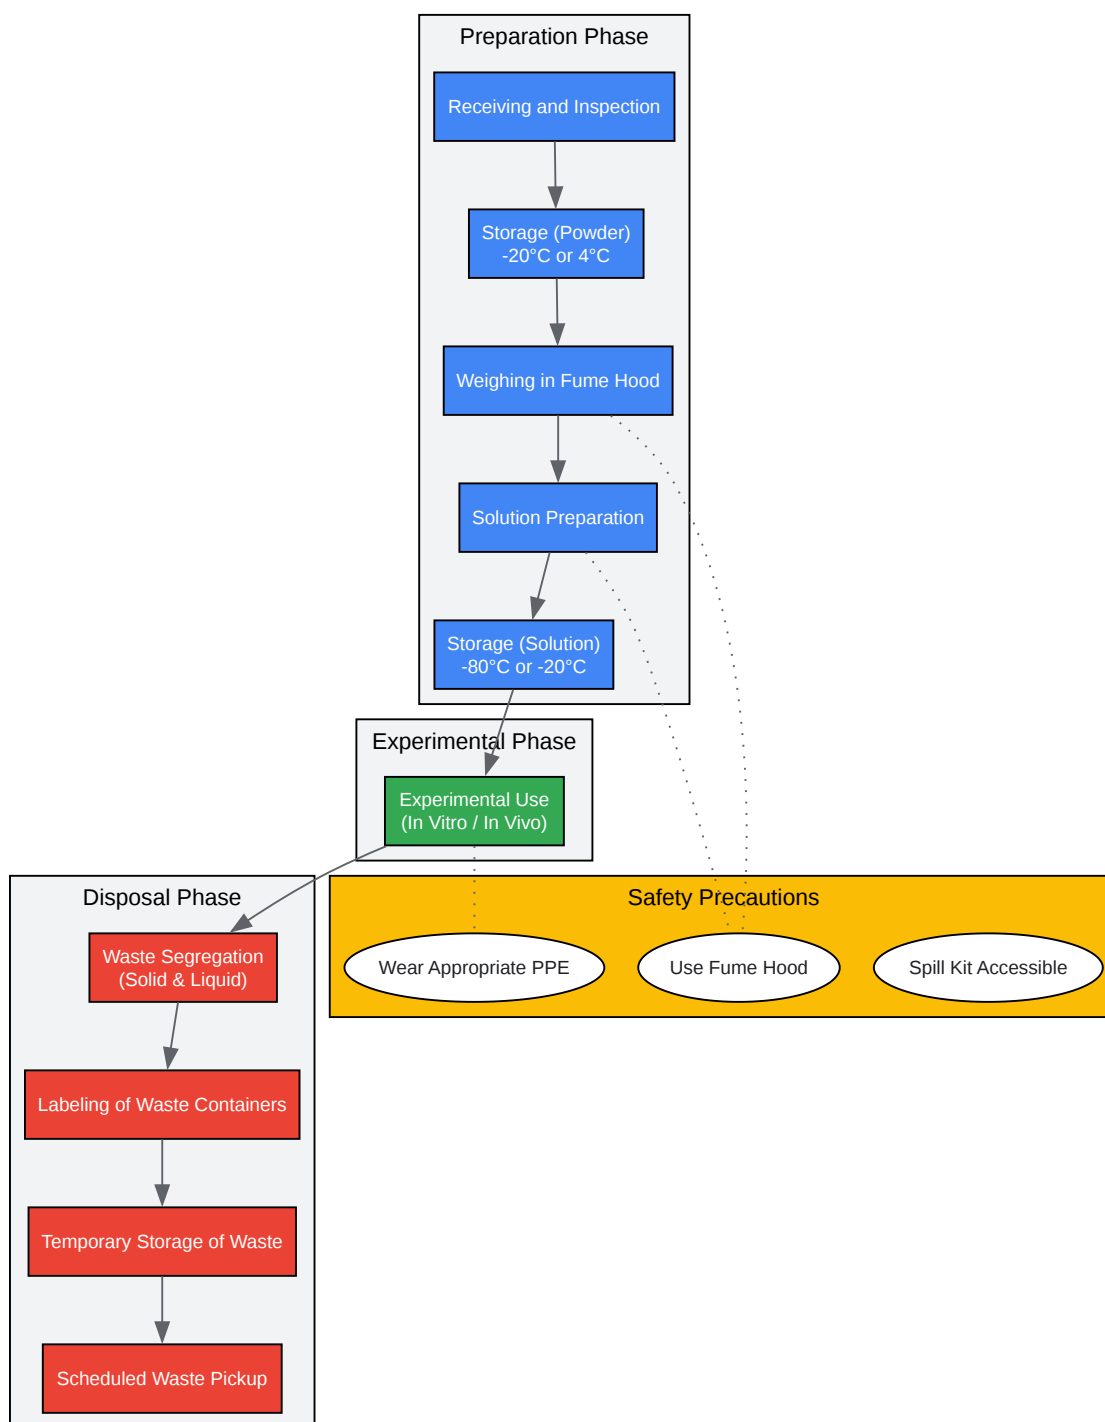 Preparation Phase
Receiving and Inspection
Storage (Powder)
-20°C or 4°C
Weighing in Fume Hood
Solution Preparation
Storage (Solution)
-80°C or -20°C
Experimental Phase
Experimental Use
(In Vitro / In Vivo)
Disposal Phase
Waste Segregation
(Solid & Liquid)
Labeling of Waste Containers
Temporary Storage of Waste
Scheduled Waste Pickup
Safety Precautions
Wear Appropriate PPE
Use Fume Hood
Spill Kit Accessible